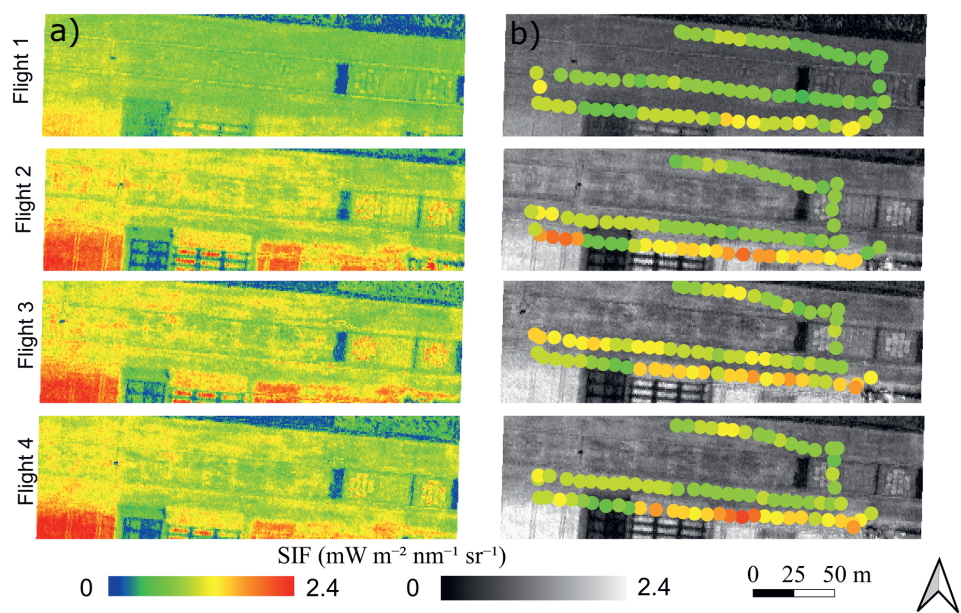 a)
b)
Flight 1
Flight 2
Flight 3
Flight 4
SIF (mW m⁻² nm⁻¹ sr⁻¹)
0
2.4
0
2.4
0 25 50 m